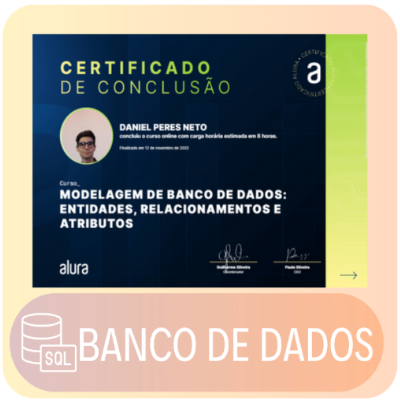 CERTIFICADO
DE CONCLUSÃO
a
DANIEL PERES NETO
concluiu o curso online com carga horária estimada em 8 horas.
Finalizado em 12 de novembro de 2022
Curso_
MODELAGEM DE BANCO DE DADOS:
ENTIDADES, RELACIONAMENTOS E
ATRIBUTOS
alura
Guilherme Silveira
Paulo Silveira
SQL
BANCO DE DADOS